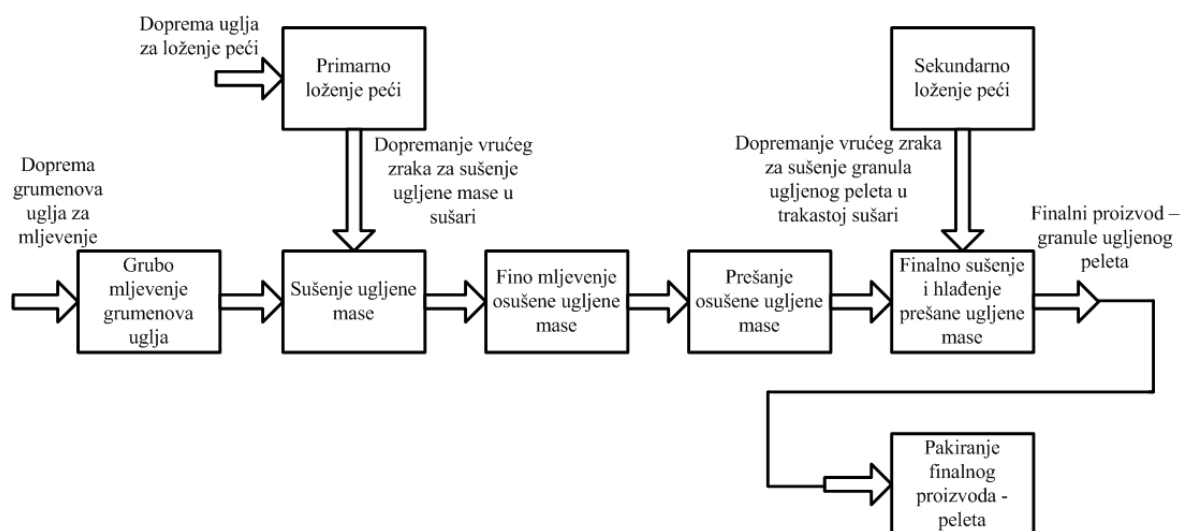 Doprema uglja
za loženje peći
Primarno
loženje peći
Sekundarno
loženje peći
Dopremanje vrućeg
zraka za sušenje
ugljene mase u
sušari
Dopremanje vrućeg zraka
za sušenje granula
ugljenog peleta u
trakastoj sušari
Doprema
grumenova
uglja za
mljevenje
Finalni proizvod –
granule ugljenog
peleta
Grubo
mljevenje
grumenova
uglja
Sušenje ugljene
mase
Fino mljevenje
osušene ugljene
mase
Prešanje
osušene ugljene
mase
Finalno sušenje
i hlađenje
prešane ugljene
mase
Pakiranje
finalnog
proizvoda -
peleta